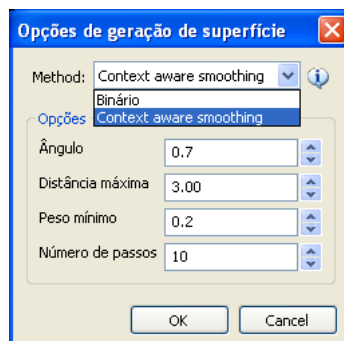 Opções de geração de superfície
Method: Context aware smoothing
Binário
Context aware smoothing
Opções
Ângulo 0.7
Distância máxima 3.00
Peso mínimo 0.2
Número de passos 10
OK Cancel